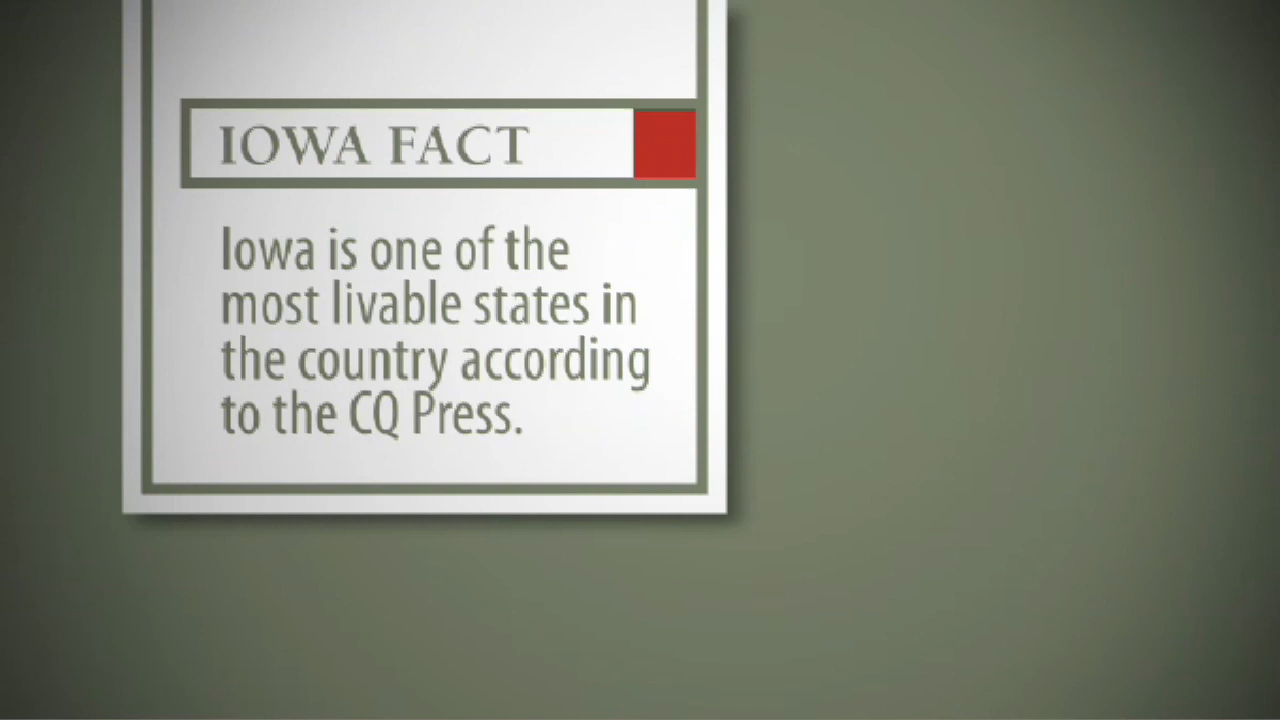 IOWA FACT
Iowa is one of the
most livable states in
the country according
to the CQ Press.